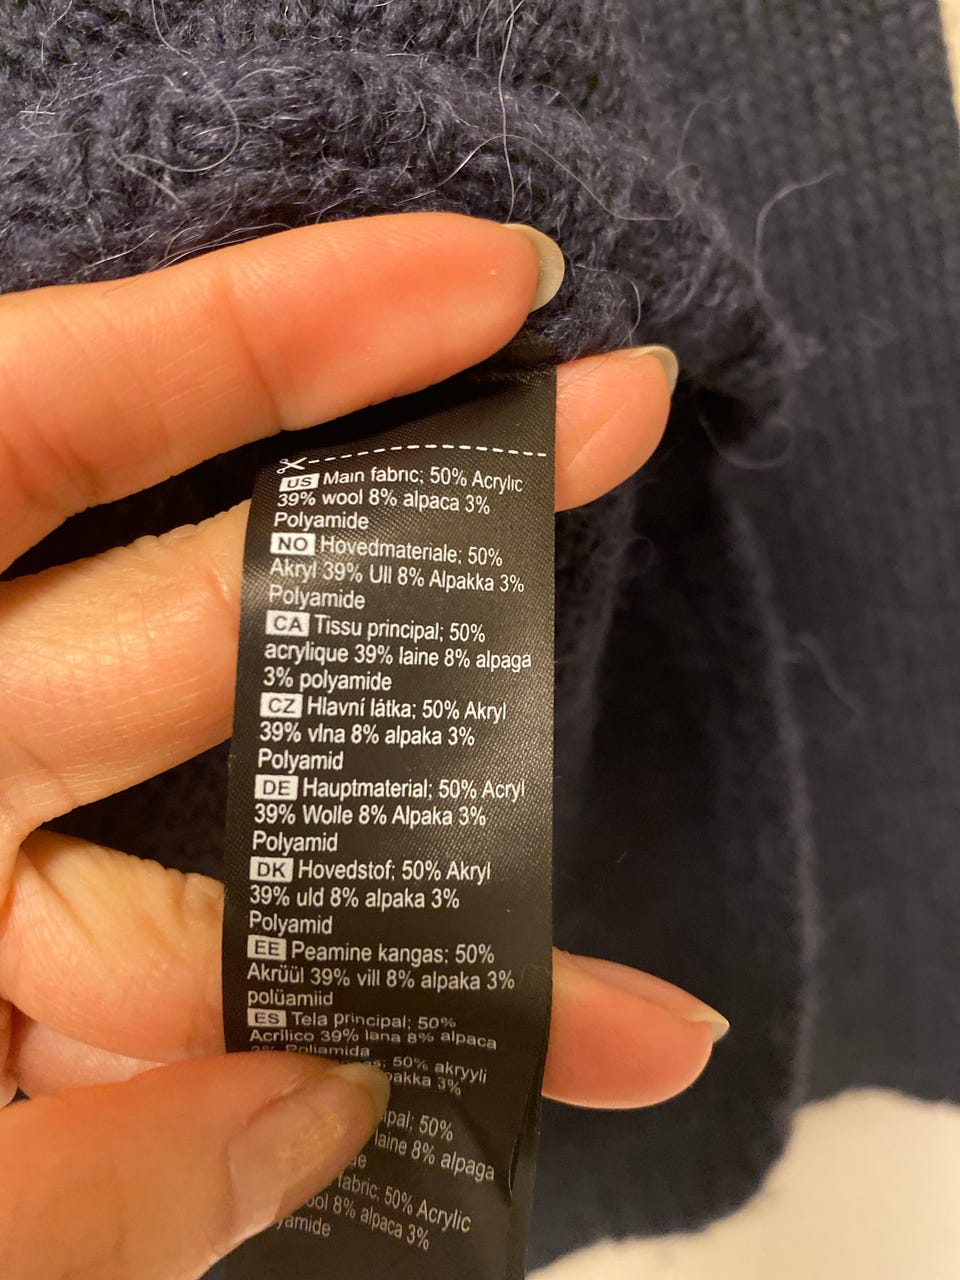 US Main fabric; 50% Acrylic
39% wool 8% alpaca 3%
Polyamide
NO Hovedmateriale; 50%
Akryl 39% Ull 8% Alpakka 3%
Polyamide
CA Tissu principal; 50%
acrylique 39% laine 8% alpaga
3% polyamide
CZ Hlavní látka; 50% Akryl
39% vlna 8% alpaka 3%
Polyamid
DE Hauptmaterial; 50% Acryl
39% Wolle 8% Alpaka 3%
Polyamid
DK Hovedstof; 50% Akryl
39% uld 8% alpaka 3%
Polyamid
EE Peamine kangas: 50%
Akrüül 39% vill 8% alpaka 3%
polüamiid
ES Tela principal; 50%
Acrílico 39% lana 8% alpaca
3% Poliamida
50% akryyli
3%
50%
laine 8% alpaga
50% Acrylic
8% alpaca 3%